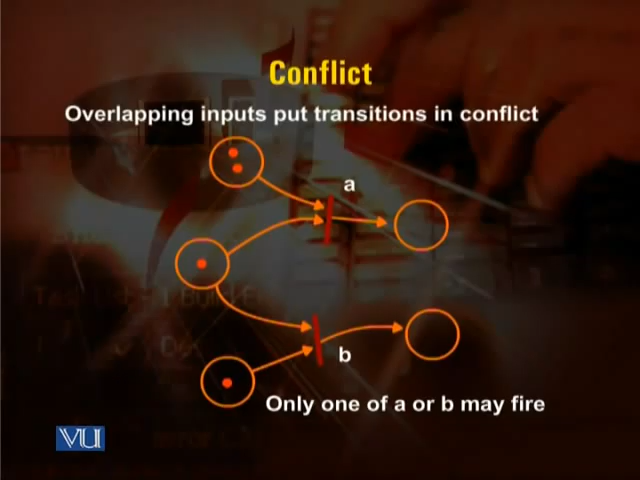 Conflict
Overlapping inputs put transitions in conflict
a
b
Only one of a or b may fire
VU